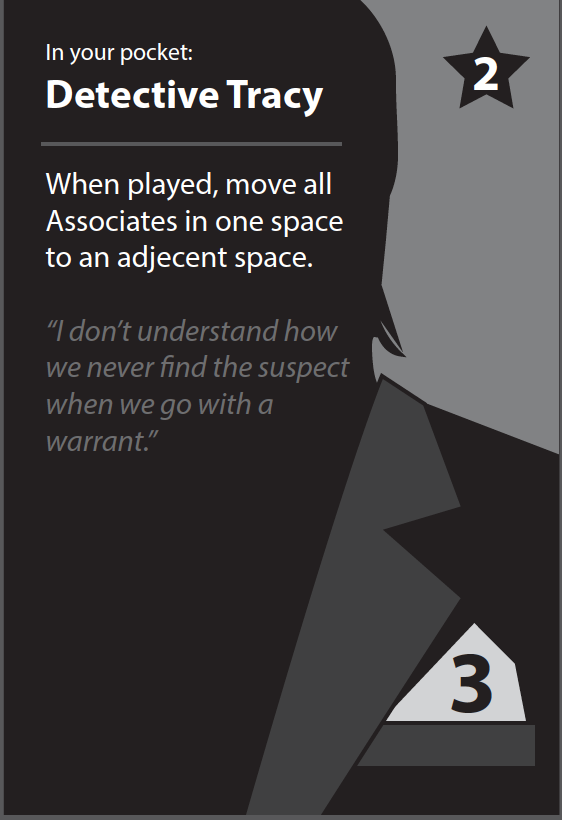 In your pocket:
Detective Tracy
2
When played, move all
Associates in one space
to an adjecent space.
“I don’t understand how
we never find the suspect
when we go with a
warrant.”
3